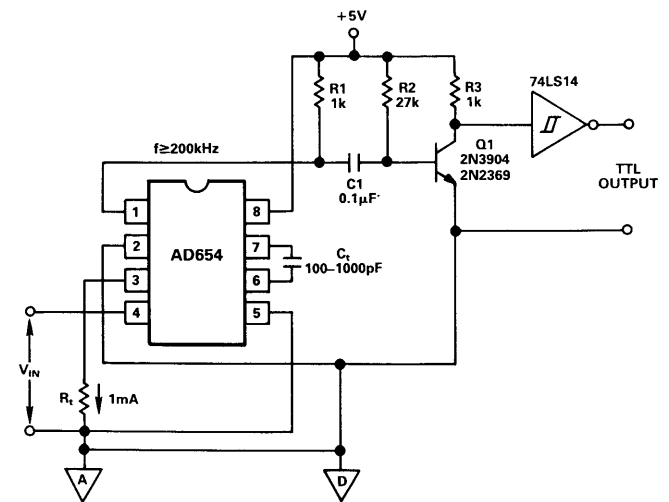 +5V
R1
1k
R2
27k
R3
1k
74LS14
f≥200kHz
Q1
2N3904
2N2369
C1
0.1μF
TTL
OUTPUT
1
2
3
4
8
7
6
5
AD654
Ct
100–1000pF
VIN
Rt
1mA
A
D